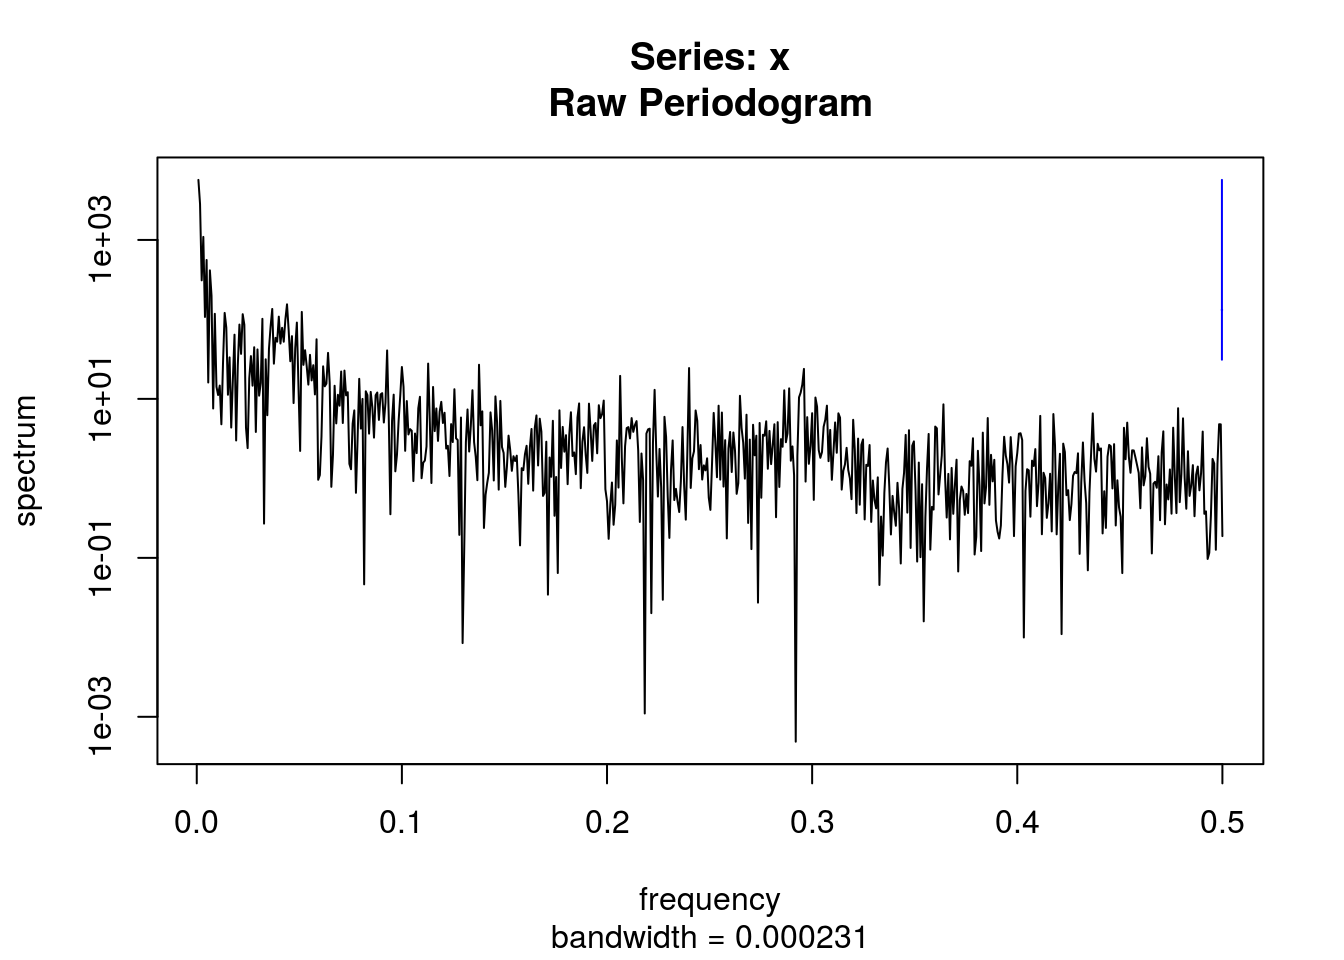 Series: x
Raw Periodogram
spectrum
1e+03
1e+01
1e-01
1e-03
0.0 0.1 0.2 0.3 0.4 0.5
frequency
bandwidth = 0.000231